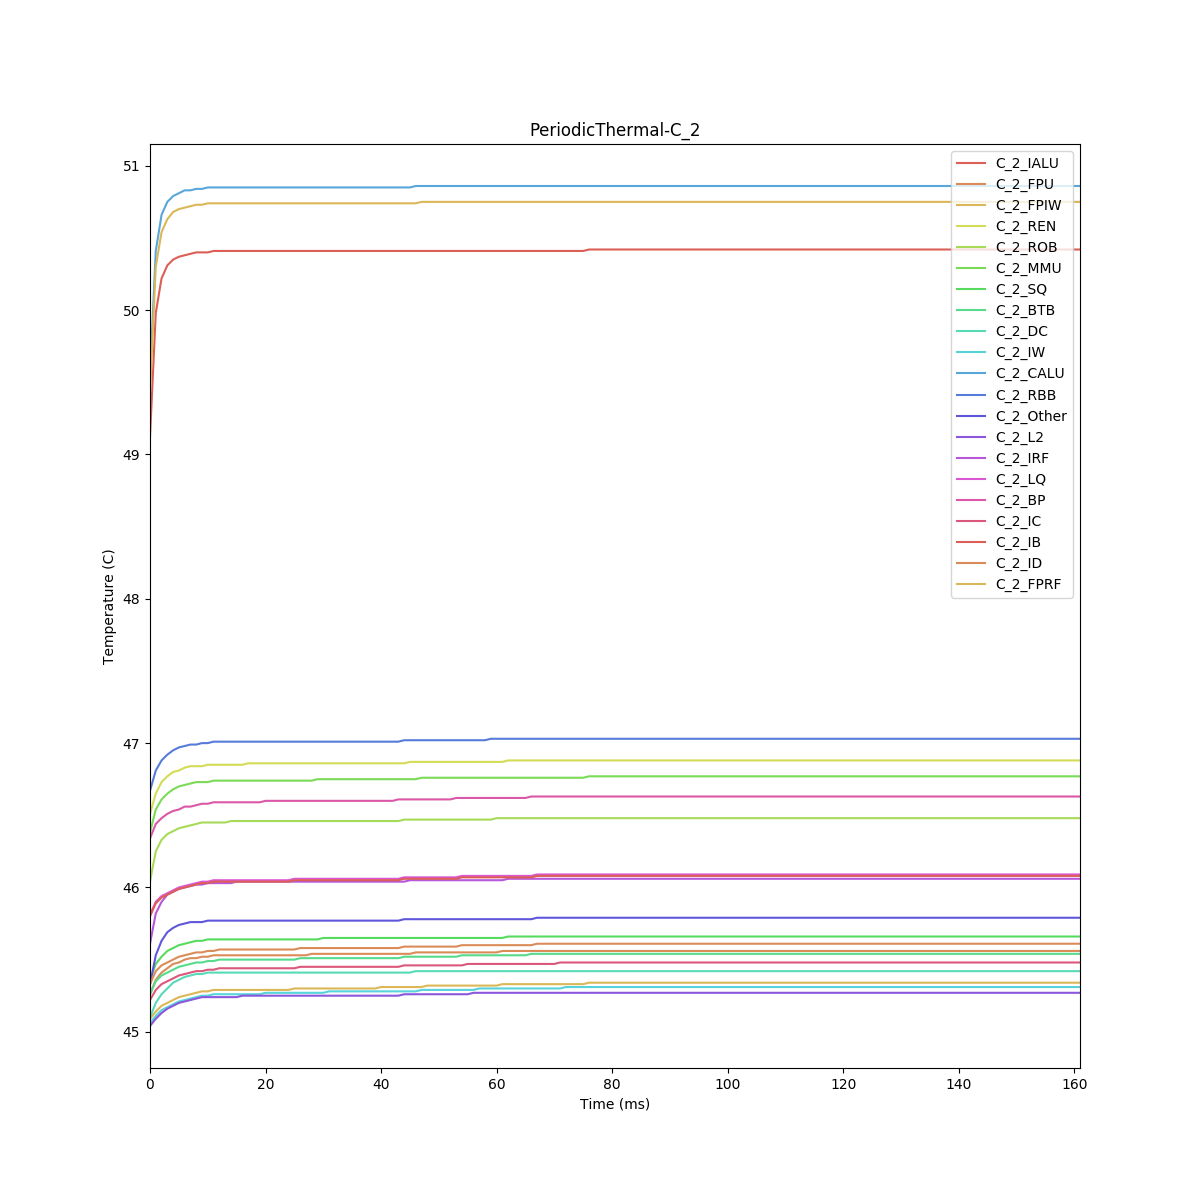 PeriodicThermal-C_2
51
50
49
48
47
46
45
Temperature (C)
0
20
40
60
80
100
120
140
160
Time (ms)
C_2_IALU
C_2_FPU
C_2_FPIW
C_2_REN
C_2_ROB
C_2_MMU
C_2_SQ
C_2_BTB
C_2_DC
C_2_IW
C_2_CALU
C_2_RBB
C_2_Other
C_2_L2
C_2_IRF
C_2_LQ
C_2_BP
C_2_IC
C_2_IB
C_2_ID
C_2_FPRF